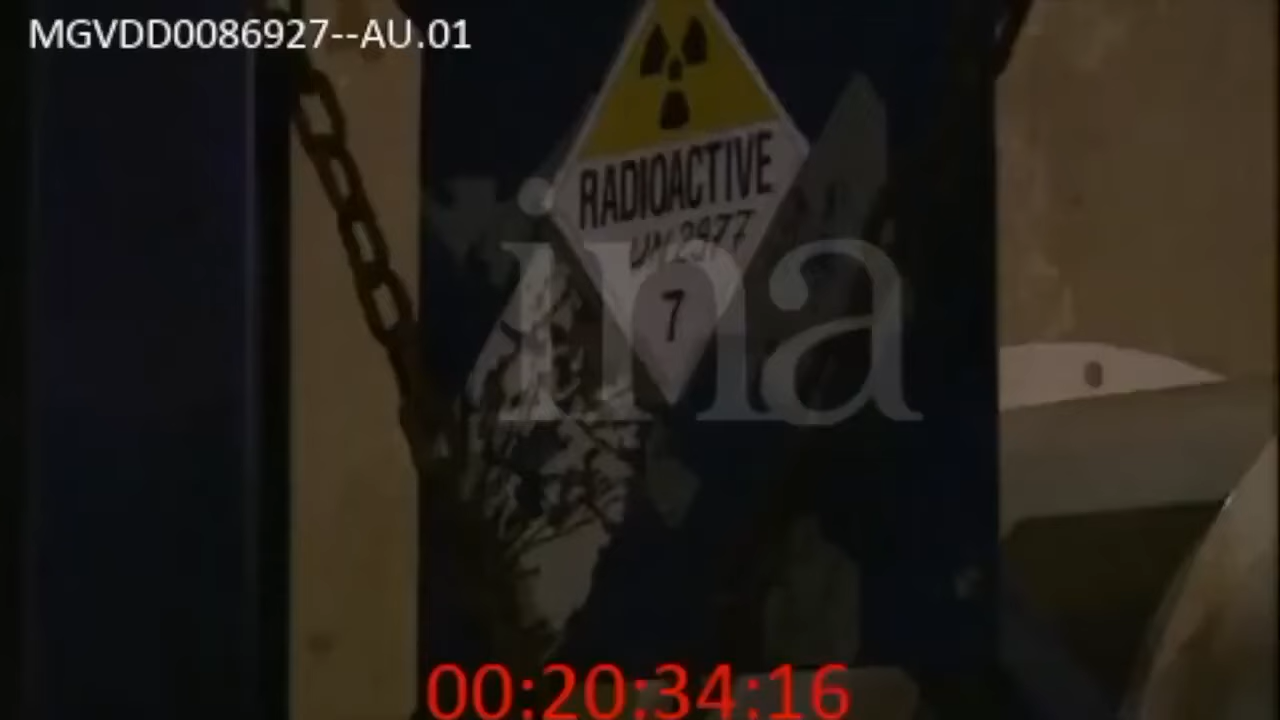 MGVDD0086927--AU.01
RADIOACTIVE
UN 2977
7
ina
00:20:34:16